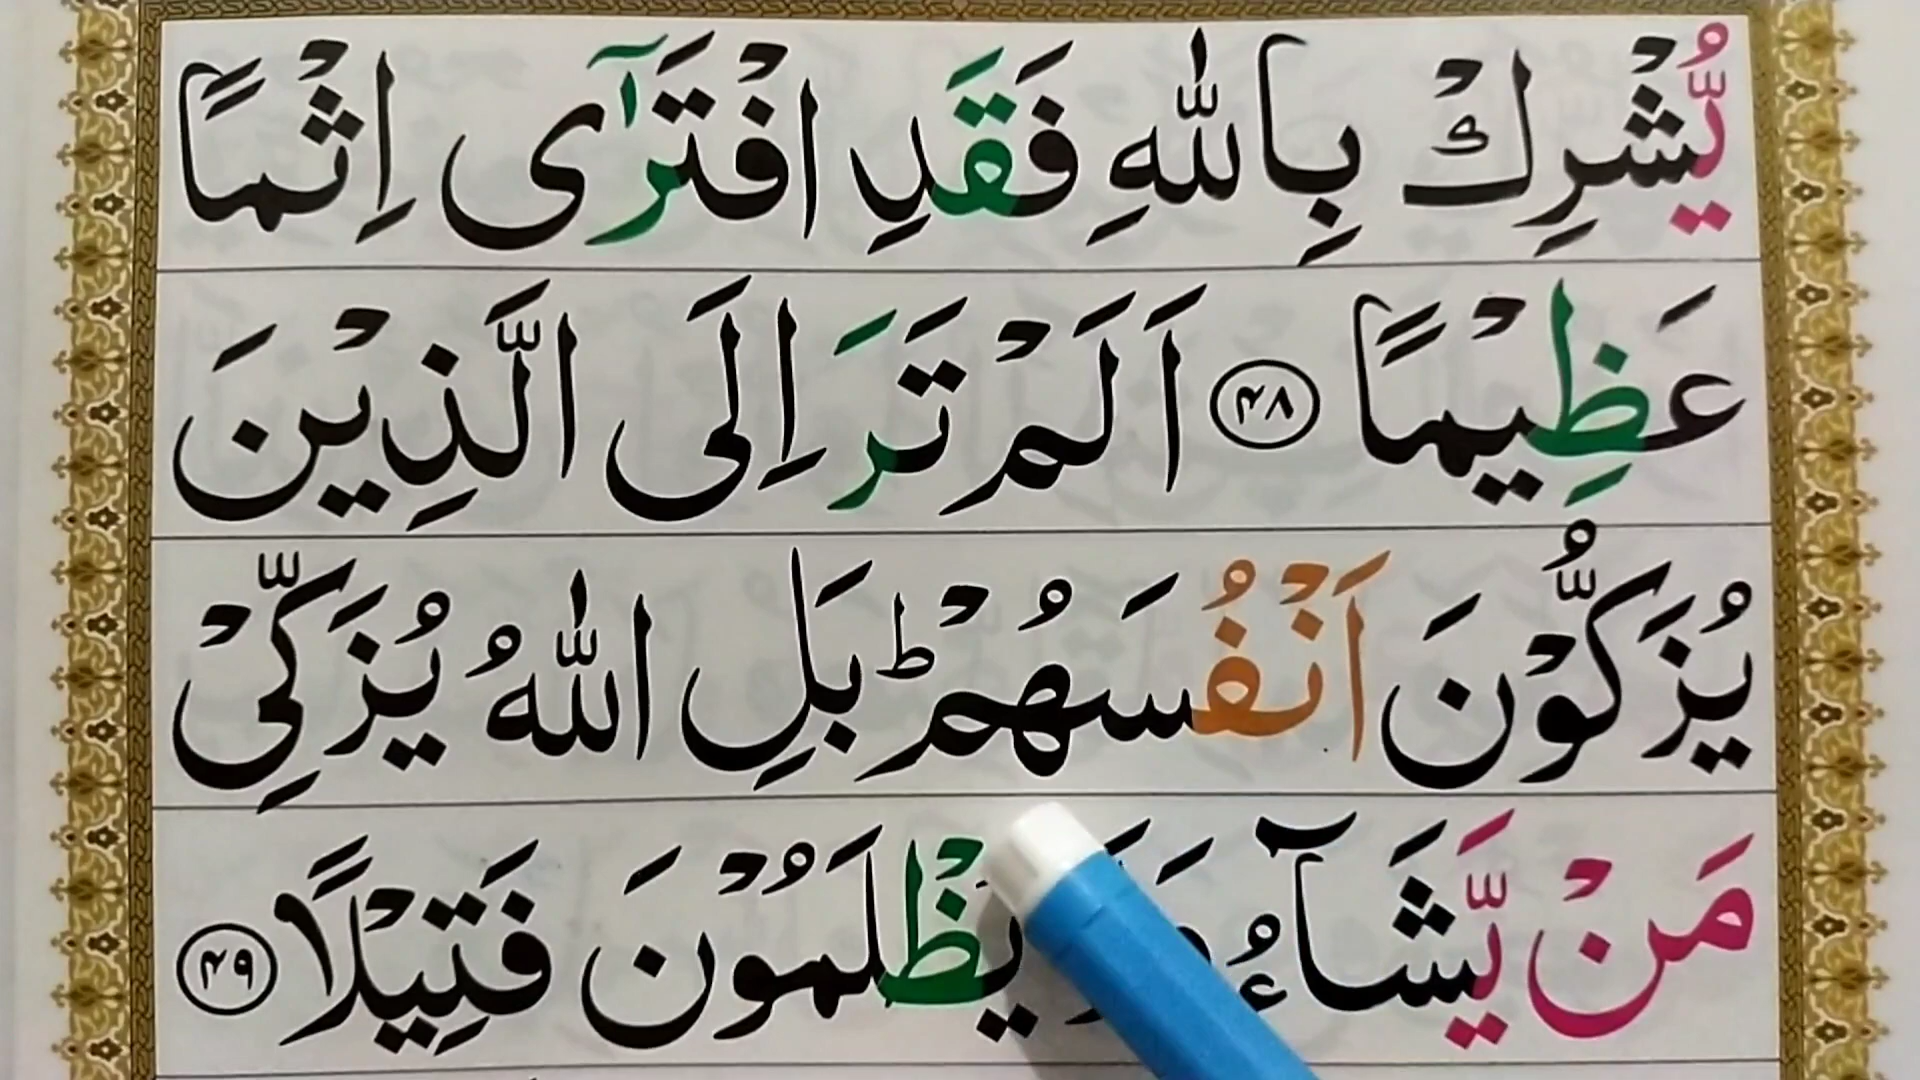 يُّشْرِكْ بِاللّٰهِ فَقَدِ افْتَرٰٓى اِثْمًا
عَظِيْمًا ﴿۴۸﴾ اَلَمْ تَرَ اِلَى الَّذِيْنَ
يُزَكُّوْنَ اَنْفُسَهُمْؕ بَلِ اللّٰهُ يُزَكِّيْ
مَنْ يَّشَآءُ يُظْلَمُوْنَ فَتِيْلًا ﴿۴۹﴾